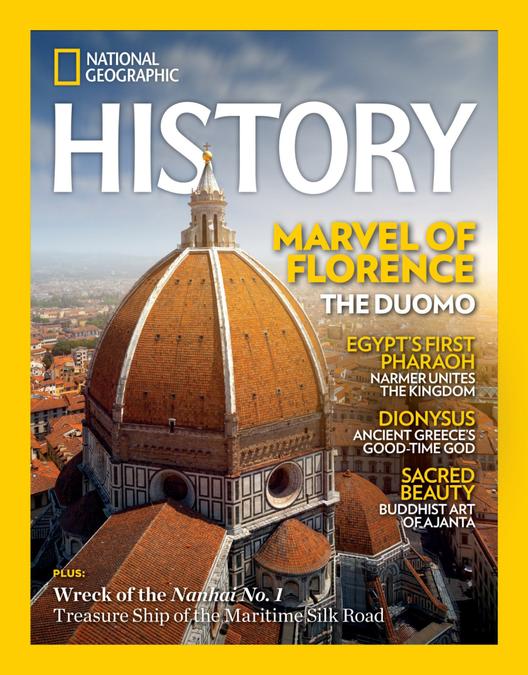 NATIONAL
GEOGRAPHIC
HISTORY
MARVEL OF
FLORENCE
THE DUOMO
EGYPT'S FIRST
PHARAOH
NARMER UNITES
THE KINGDOM
DIONYSUS
ANCIENT GREECE'S
GOOD-TIME GOD
SACRED
BEAUTY
BUDDHIST ART
OF AJANTA
PLUS:
Wreck of the Nanhai No. 1
Treasure Ship of the Maritime Silk Road